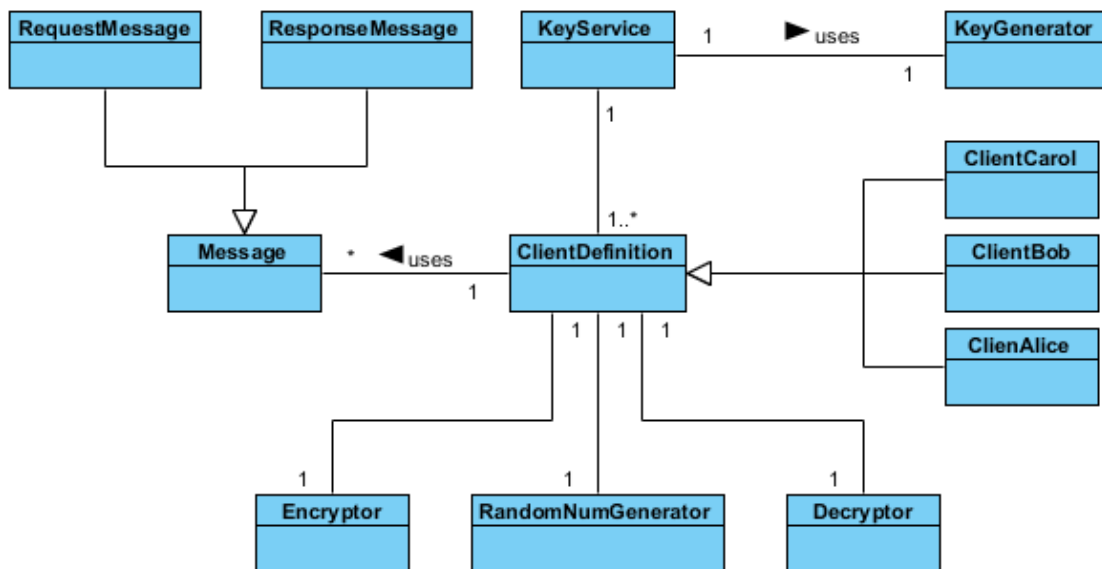 RequestMessage
ResponseMessage
KeyService
KeyGenerator
1
uses
1
1
ClientCarol
1..*
Message
*
uses
1
ClientDefinition
ClientBob
1
1
1
ClienAlice
1
1
1
Encryptor
RandomNumGenerator
Decryptor